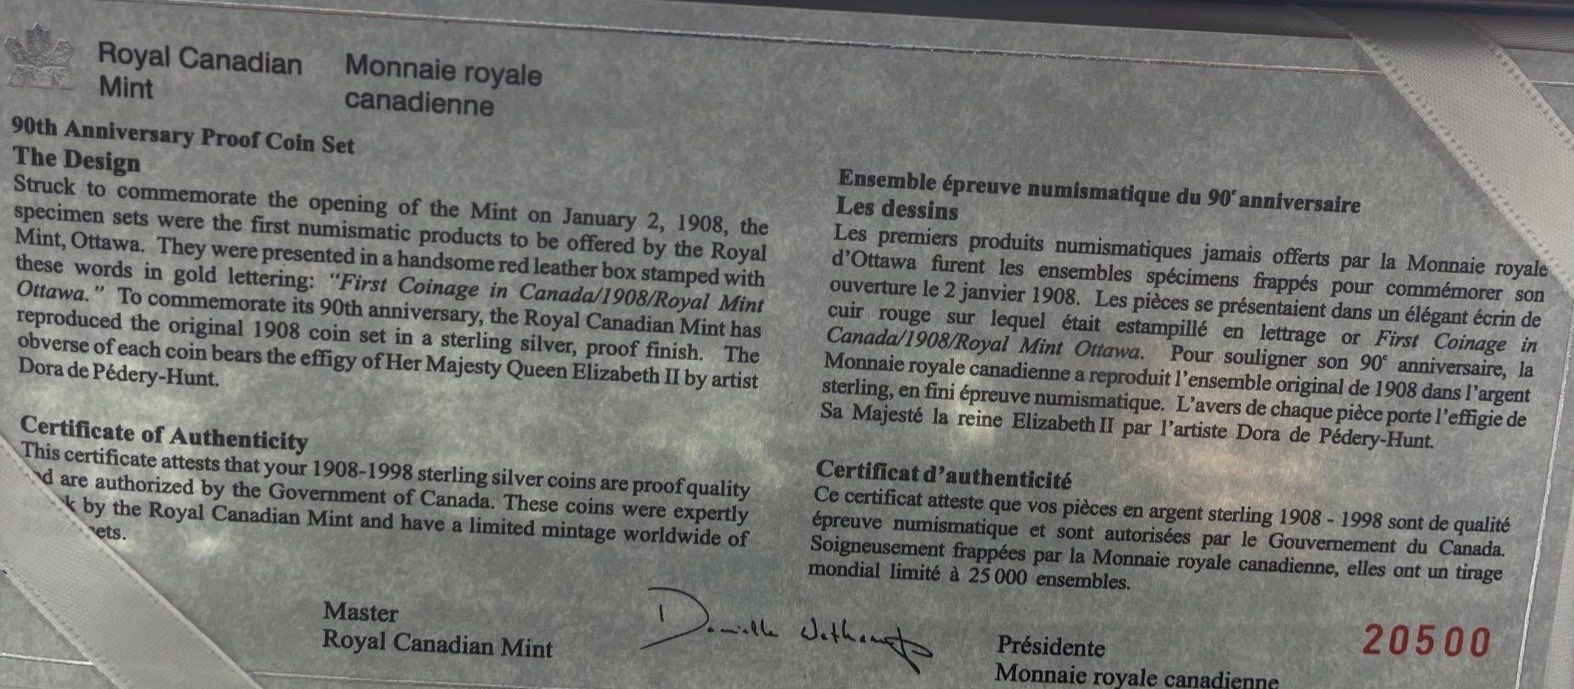 Royal Canadian
Mint
Monnaie royale
canadienne
90th Anniversary Proof Coin Set
The Design
Struck to commemorate the opening of the Mint on January 2, 1908, the
specimen sets were the first numismatic products to be offered by the Royal
Mint, Ottawa. They were presented in a handsome red leather box stamped with
these words in gold lettering: “First Coinage in Canada/1908/Royal Mint
Ottawa.” To commemorate its 90th anniversary, the Royal Canadian Mint has
reproduced the original 1908 coin set in a sterling silver, proof finish. The
obverse of each coin bears the effigy of Her Majesty Queen Elizabeth II by artist
Dora de Pédery-Hunt.
Certificate of Authenticity
This certificate attests that your 1908-1998 sterling silver coins are proof quality
are authorized by the Government of Canada. These coins were expertly
by the Royal Canadian Mint and have a limited mintage worldwide of
Master
Royal Canadian Mint
Ensemble épreuve numismatique du 90e anniversaire
Les dessins
Les premiers produits numismatiques jamais offerts par la Monnaie royale
d’Ottawa furent les ensembles spécimens frappés pour commémorer son
ouverture le 2 janvier 1908. Les pièces se présentaient dans un élégant écrin de
cuir rouge sur lequel était estampillé en lettrage or First Coinage in
Canada/1908/Royal Mint Ottawa. Pour souligner son 90e anniversaire, la
Monnaie royale canadienne a reproduit l’ensemble original de 1908 dans l’argent
sterling, en fini épreuve numismatique. L’avers de chaque pièce porte l’effigie de
Sa Majesté la reine Elizabeth II par l’artiste Dora de Pédery-Hunt.
Certificat d’authenticité
Ce certificat atteste que vos pièces en argent sterling 1908 - 1998 sont de qualité
épreuve numismatique et sont autorisées par le Gouvernement du Canada.
Soigneusement frappées par la Monnaie royale canadienne, elles ont un tirage
mondial limité à 25 000 ensembles.
Présidente
Monnaie royale canadienne
20500